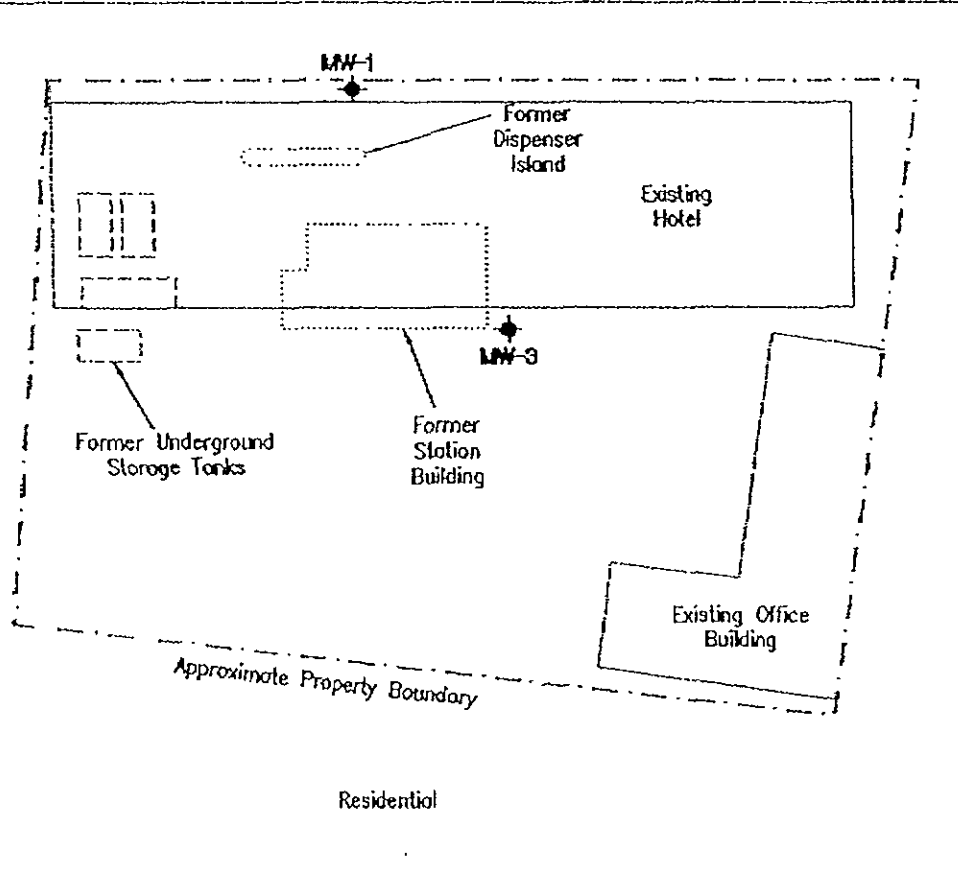 MW-1
Former
Dispenser
Island
Existing
Hotel
MW-3
Former Underground
Storage Tanks
Former
Station
Building
Existing Office
Building
Approximate Property Boundary
Residential